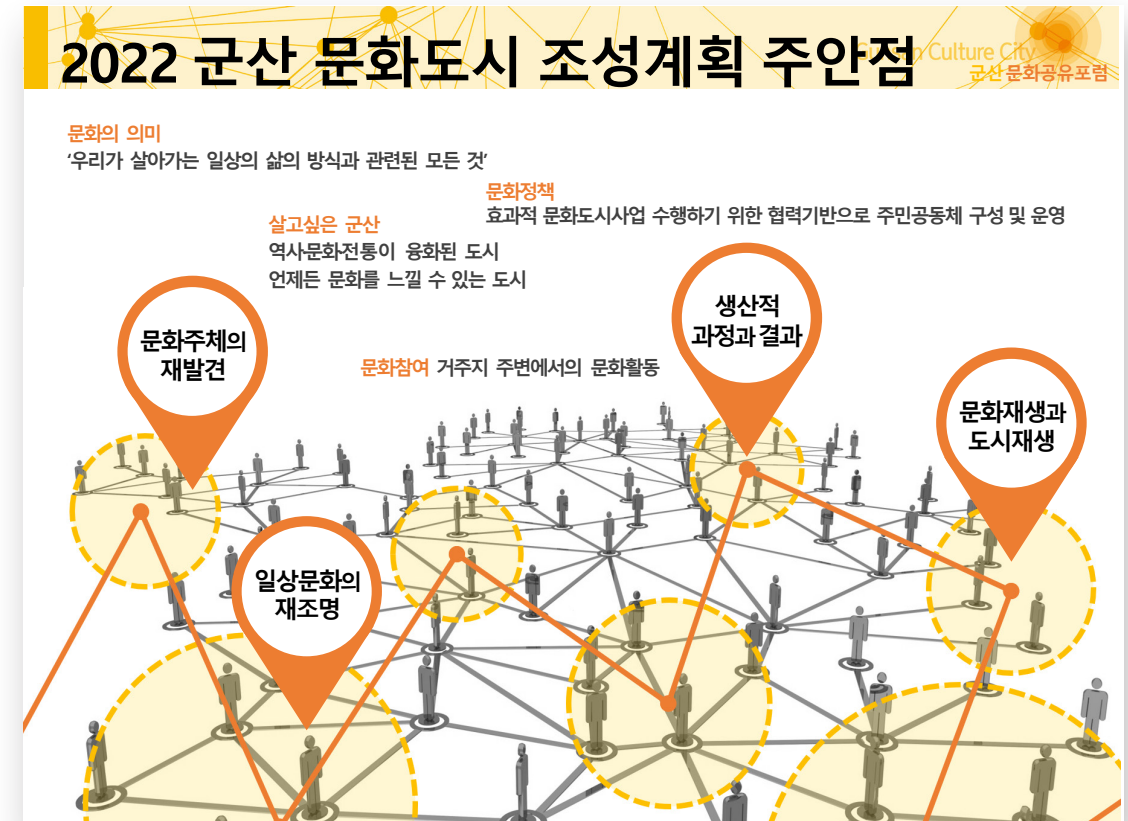 2022 군산 문화도시 조성계획 주안점
Culture City
군산문화공유포럼
문화의 의미
'우리가 살아가는 일상의 삶의 방식과 관련된 모든 것'
문화정책
효과적 문화도시사업 수행하기 위한 협력기반으로 주민공동체 구성 및 운영
살고싶은 군산
역사문화전통이 융화된 도시
언제든 문화를 느낄 수 있는 도시
생산적
과정과 결과
문화주체의
재발견
문화참여 거주지 주변에서의 문화활동
문화재생과
도시재생
일상문화의
재조명